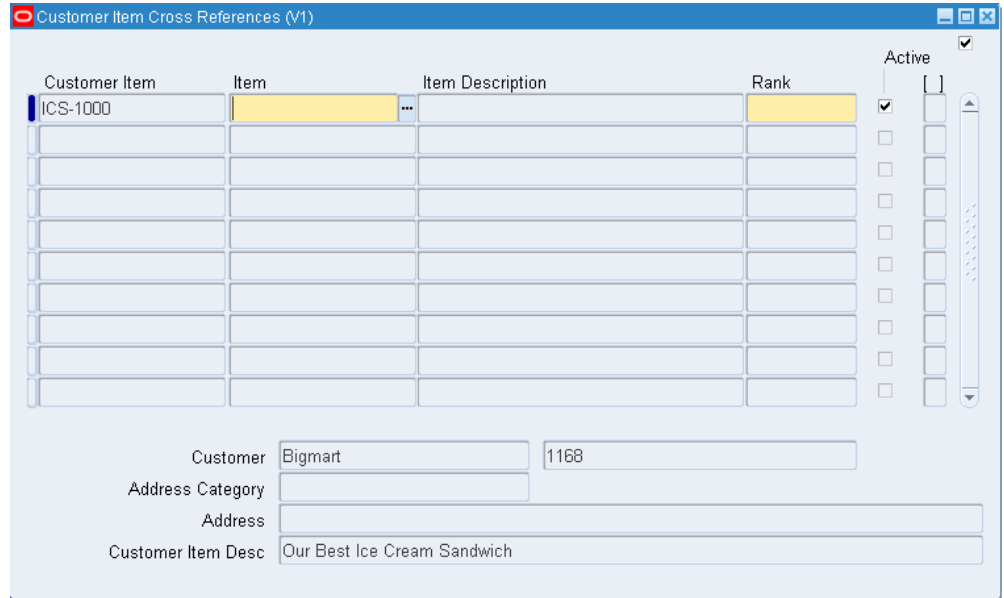 Customer Item Cross References (V1)
Active
Customer Item Item Item Description Rank [ ]
ICS-1000
Customer Bigmart 1168
Address Category
Address
Customer Item Desc Our Best Ice Cream Sandwich